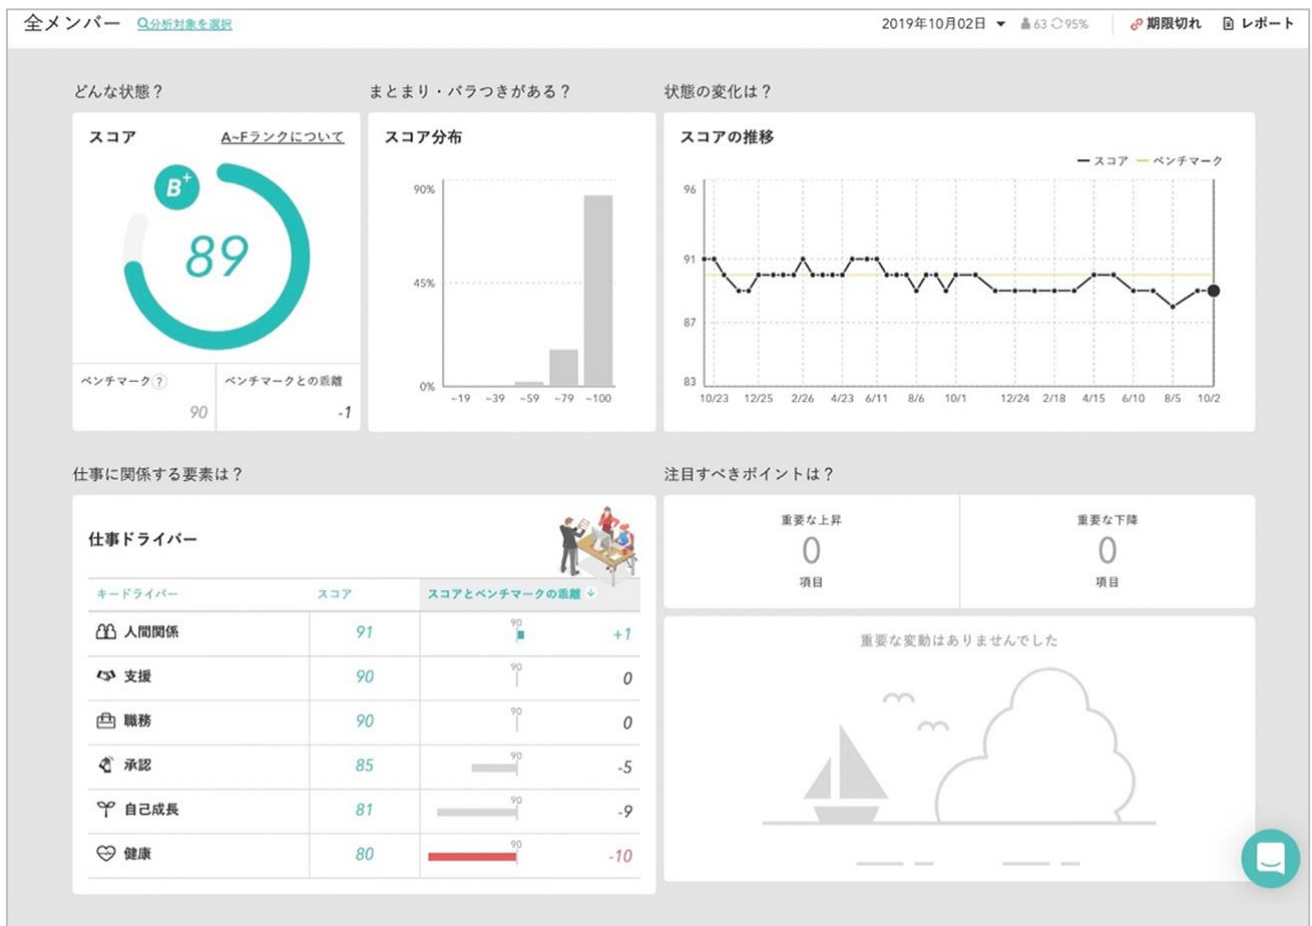 全メンバー 分析対象を選択 2019年10月02日 63 95% 期限切れ レポート
どんな状態？ まとまり・バラつきがある？ 状態の変化は？
スコア A~Fランクについて
B+
89
ベンチマーク ? ベンチマークとの乖離
90 -1
スコア分布
90%
45%
0%
~19 ~39 ~59 ~79 ~100
スコアの推移
スコア ベンチマーク
96
91
87
83
10/23 12/25 2/26 4/23 6/11 8/6 10/1 12/24 2/18 4/15 6/10 8/5 10/2
仕事に関係する要素は？ 注目すべきポイントは？
仕事ドライバー
キードライバー スコア スコアとベンチマークの乖離
人間関係 91 90 +1
支援 90 90 0
職務 90 90 0
承認 85 90 -5
自己成長 81 90 -9
健康 80 90 -10
重要な上昇 重要な下降
0 0
項目 項目
重要な変動はありませんでした